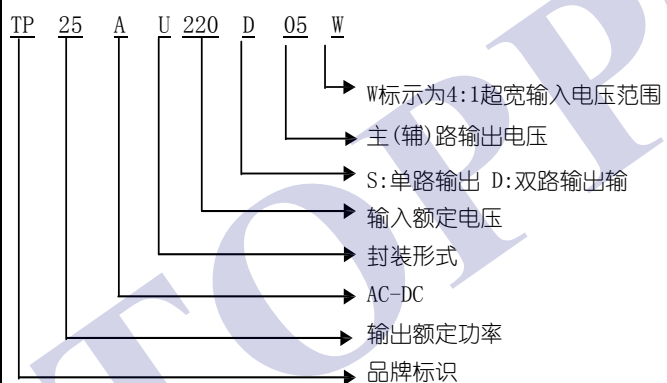 TP 25 A U 220 D 05 W
W标示为4:1超宽输入电压范围
主(辅)路输出电压
S:单路输出 D:双路输出输
输入额定电压
封装形式
AC-DC
输出额定功率
品牌标识
TOPP